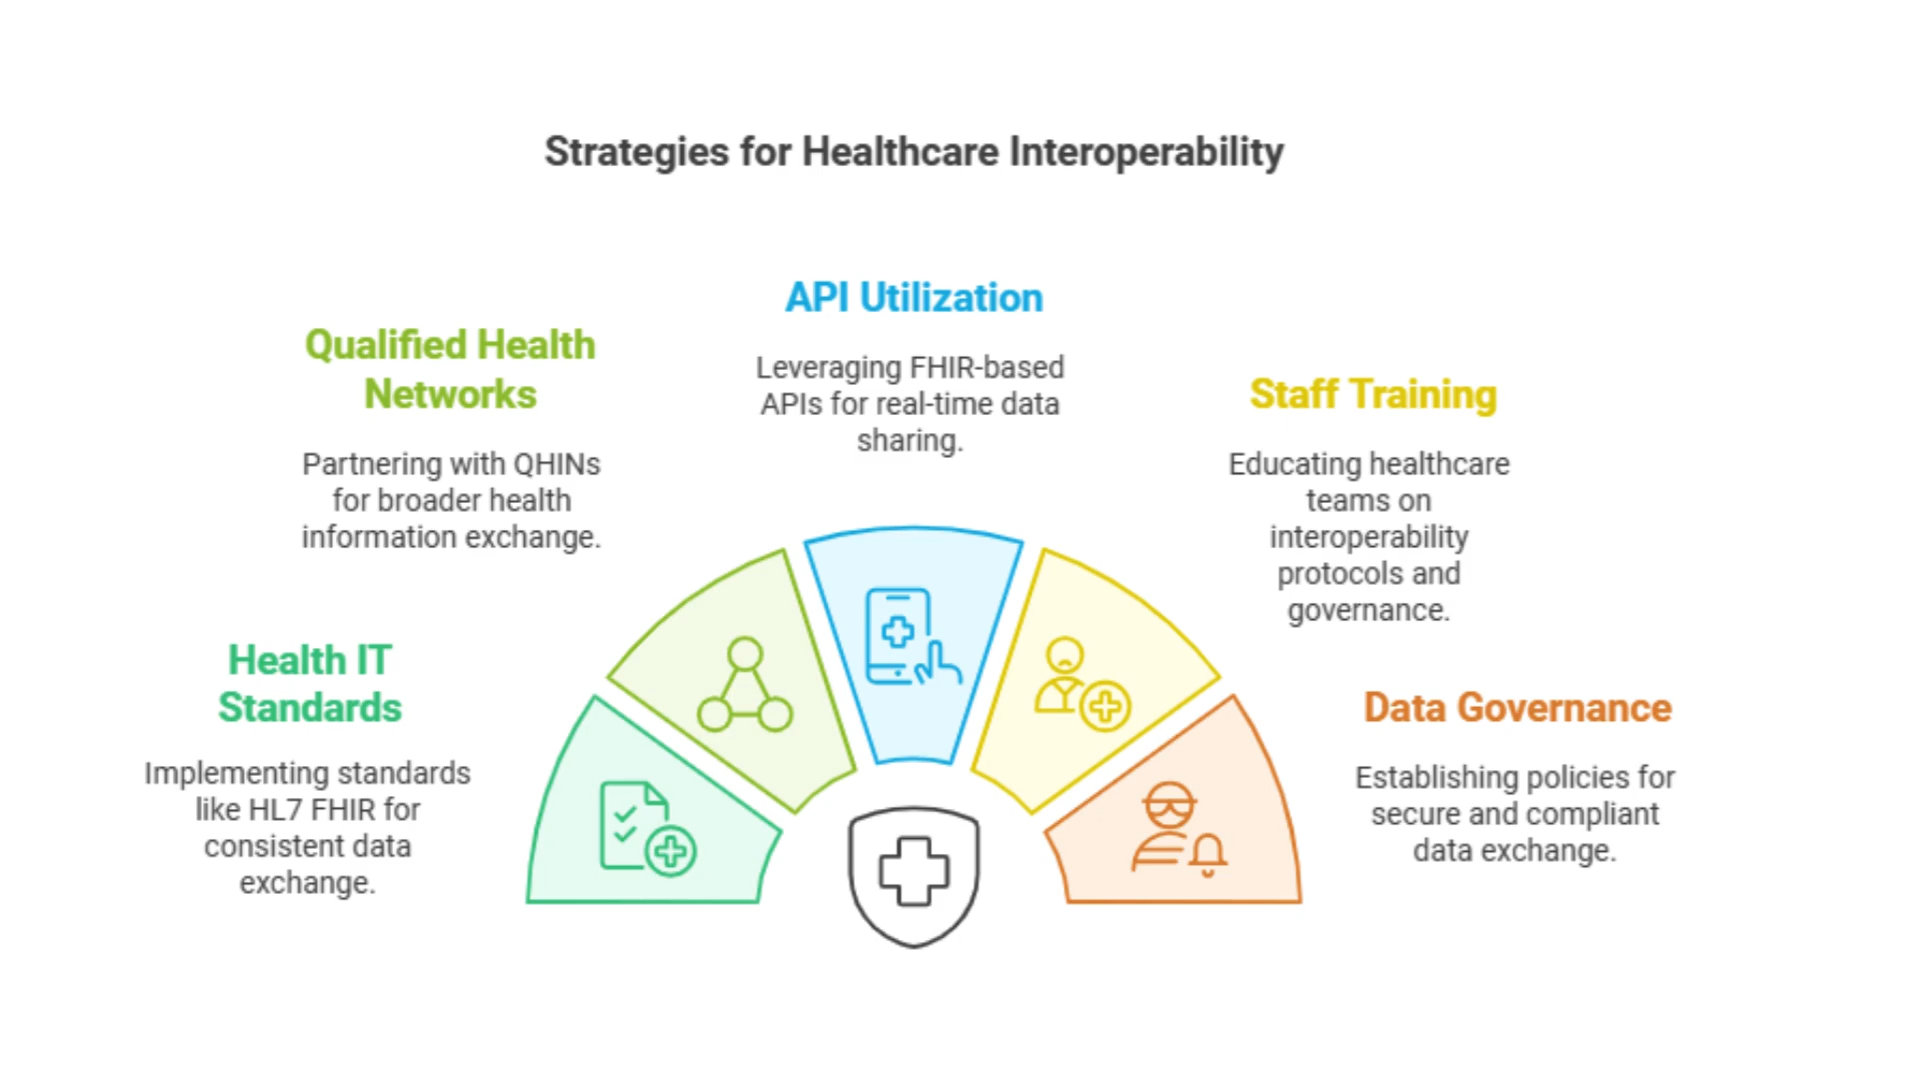 Strategies for Healthcare Interoperability
Health IT
Standards
Implementing standards
like HL7 FHIR for
consistent data
exchange.
Qualified Health
Networks
Partnering with QHINs
for broader health
information exchange.
API Utilization
Leveraging FHIR-based
APIs for real-time data
sharing.
Staff Training
Educating healthcare
teams on
interoperability
protocols and
governance.
Data Governance
Establishing policies for
secure and compliant
data exchange.